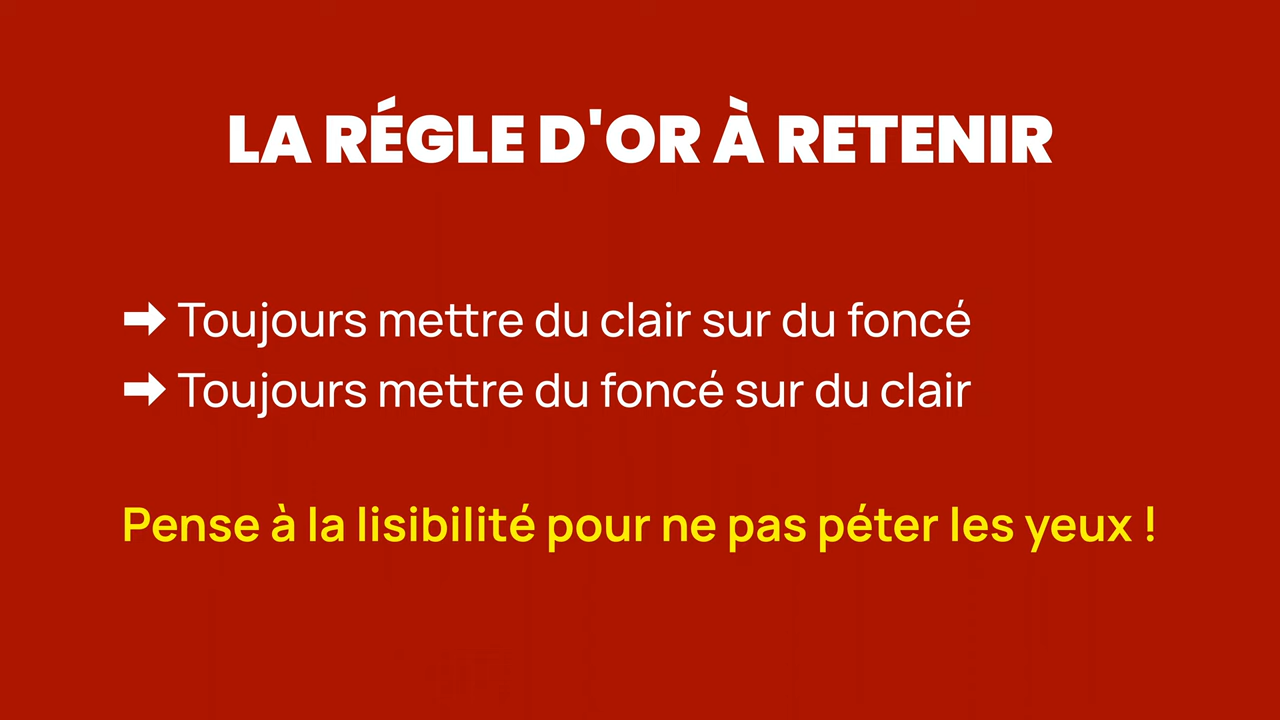 LA RÉGLE D'OR À RETENIR
➡ Toujours mettre du clair sur du foncé
➡ Toujours mettre du foncé sur du clair
Pense à la lisibilité pour ne pas péter les yeux !